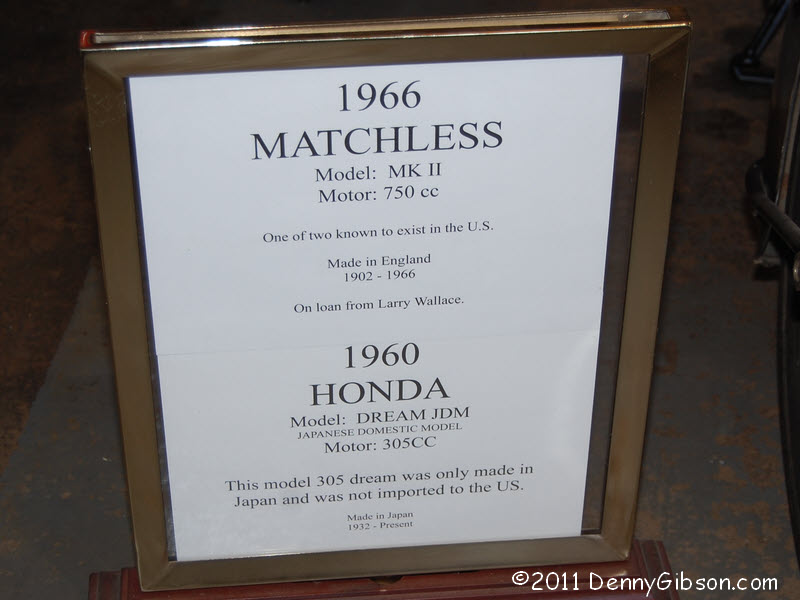 1966
MATCHLESS
Model: MK II
Motor: 750 cc
One of two known to exist in the U.S.
Made in England
1902 - 1966
On loan from Larry Wallace.
1960
HONDA
Model: DREAM JDM
JAPANESE DOMESTIC MODEL
Motor: 305CC
This model 305 dream was only made in
Japan and was not imported to the US.
Made in Japan
1932 - Present
©2011 DennyGibson.com